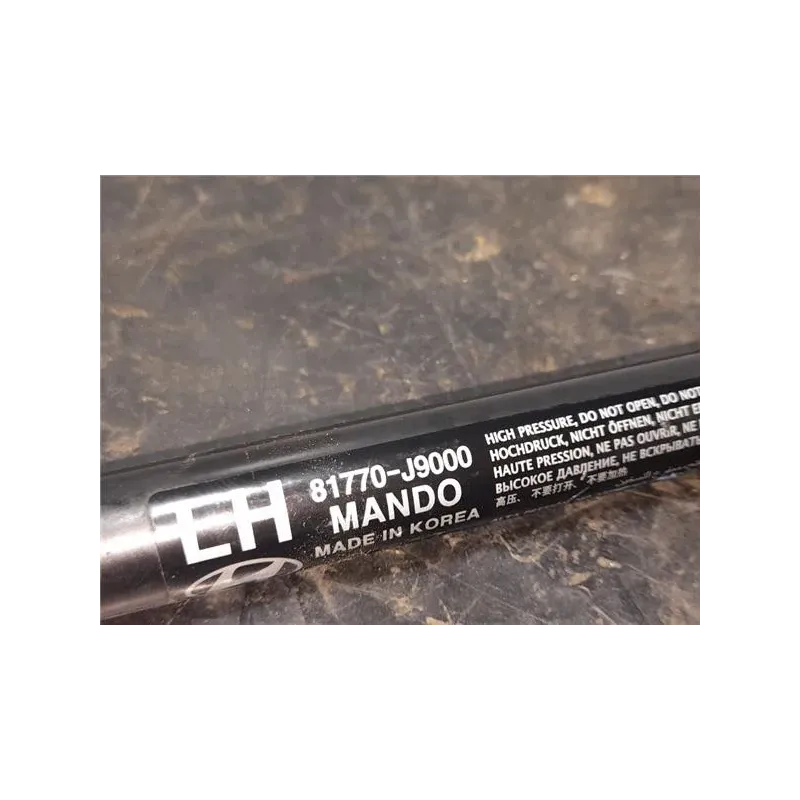 LH
81770-J9000
MANDO
MADE IN KOREA
HIGH PRESSURE, DO NOT OPEN, DO NOT
HOCHDRUCK, NICHT ÖFFNEN, NICHT
HAUTE PRESSION, NE PAS OUVRIR, NE
ВЫСОКОЕ ДАВЛЕНИЕ, НЕ ВСКРЫВАТЬ
高压、不要打开、不要加热